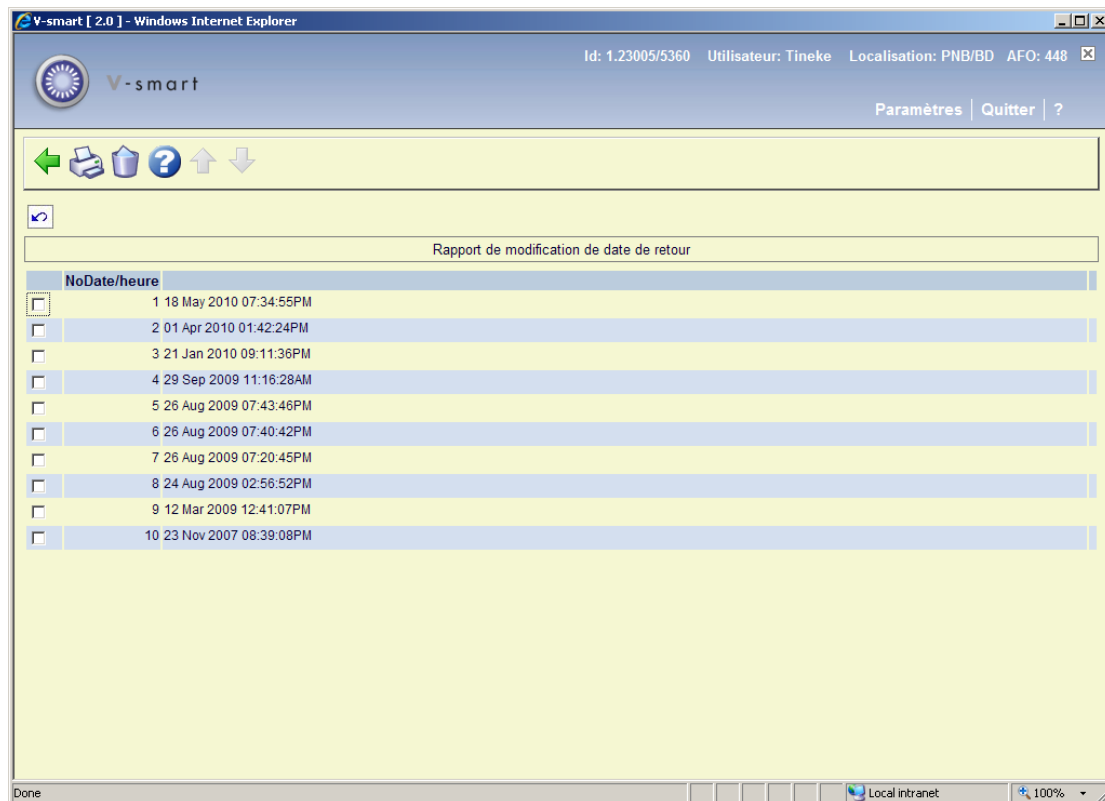 V-smart [ 2.0 ] - Windows Internet Explorer
Id: 1.23005/5360 Utilisateur: Tineke Localisation: PNB/BD AFO: 448
V-smart
Paramètres | Quitter | ?
Rapport de modification de date de retour
NoDate/heure
1 18 May 2010 07:34:55PM
2 01 Apr 2010 01:42:24PM
3 21 Jan 2010 09:11:36PM
4 29 Sep 2009 11:16:28AM
5 26 Aug 2009 07:43:46PM
6 26 Aug 2009 07:40:42PM
7 26 Aug 2009 07:20:45PM
8 24 Aug 2009 02:56:52PM
9 12 Mar 2009 12:41:07PM
10 23 Nov 2007 08:39:08PM
Done Local intranet 100%